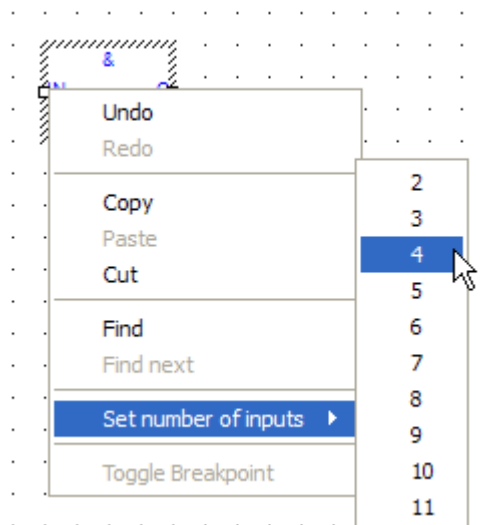 &
Undo
Redo
Copy
Paste
Cut
Find
Find next
Set number of inputs
Toggle Breakpoint
2
3
4
5
6
7
8
9
10
11